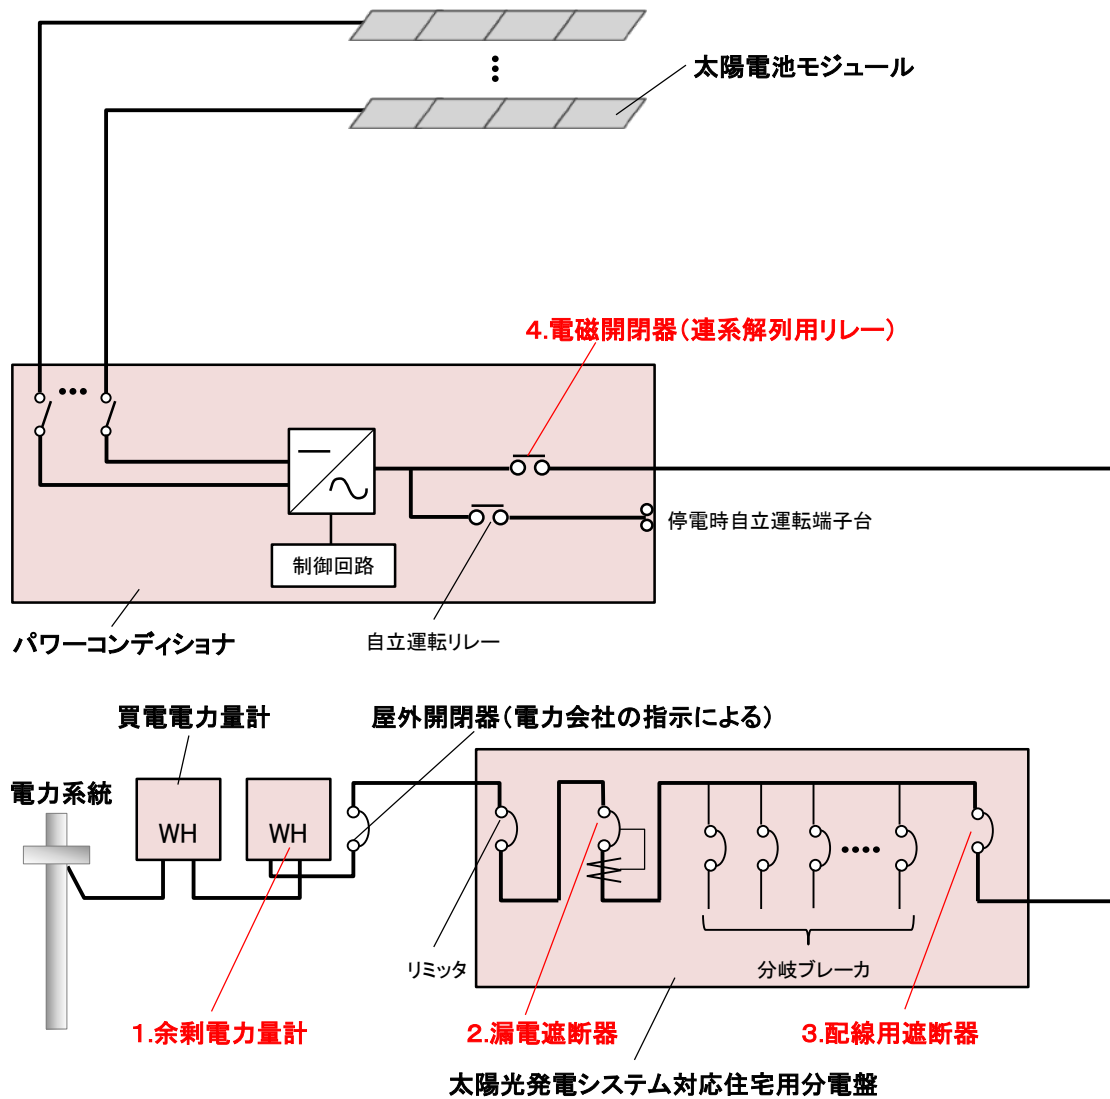 太陽電池モジュール
4.電磁開閉器（連系解列用リレー）
停電時自立運転端子台
制御回路
パワーコンディショナ
自立運転リレー
買電電力量計
屋外開閉器（電力会社の指示による）
電力系統
WH
WH
リミッタ
分岐ブレーカ
1.余剰電力量計
2.漏電遮断器
3.配線用遮断器
太陽光発電システム対応住宅用分電盤